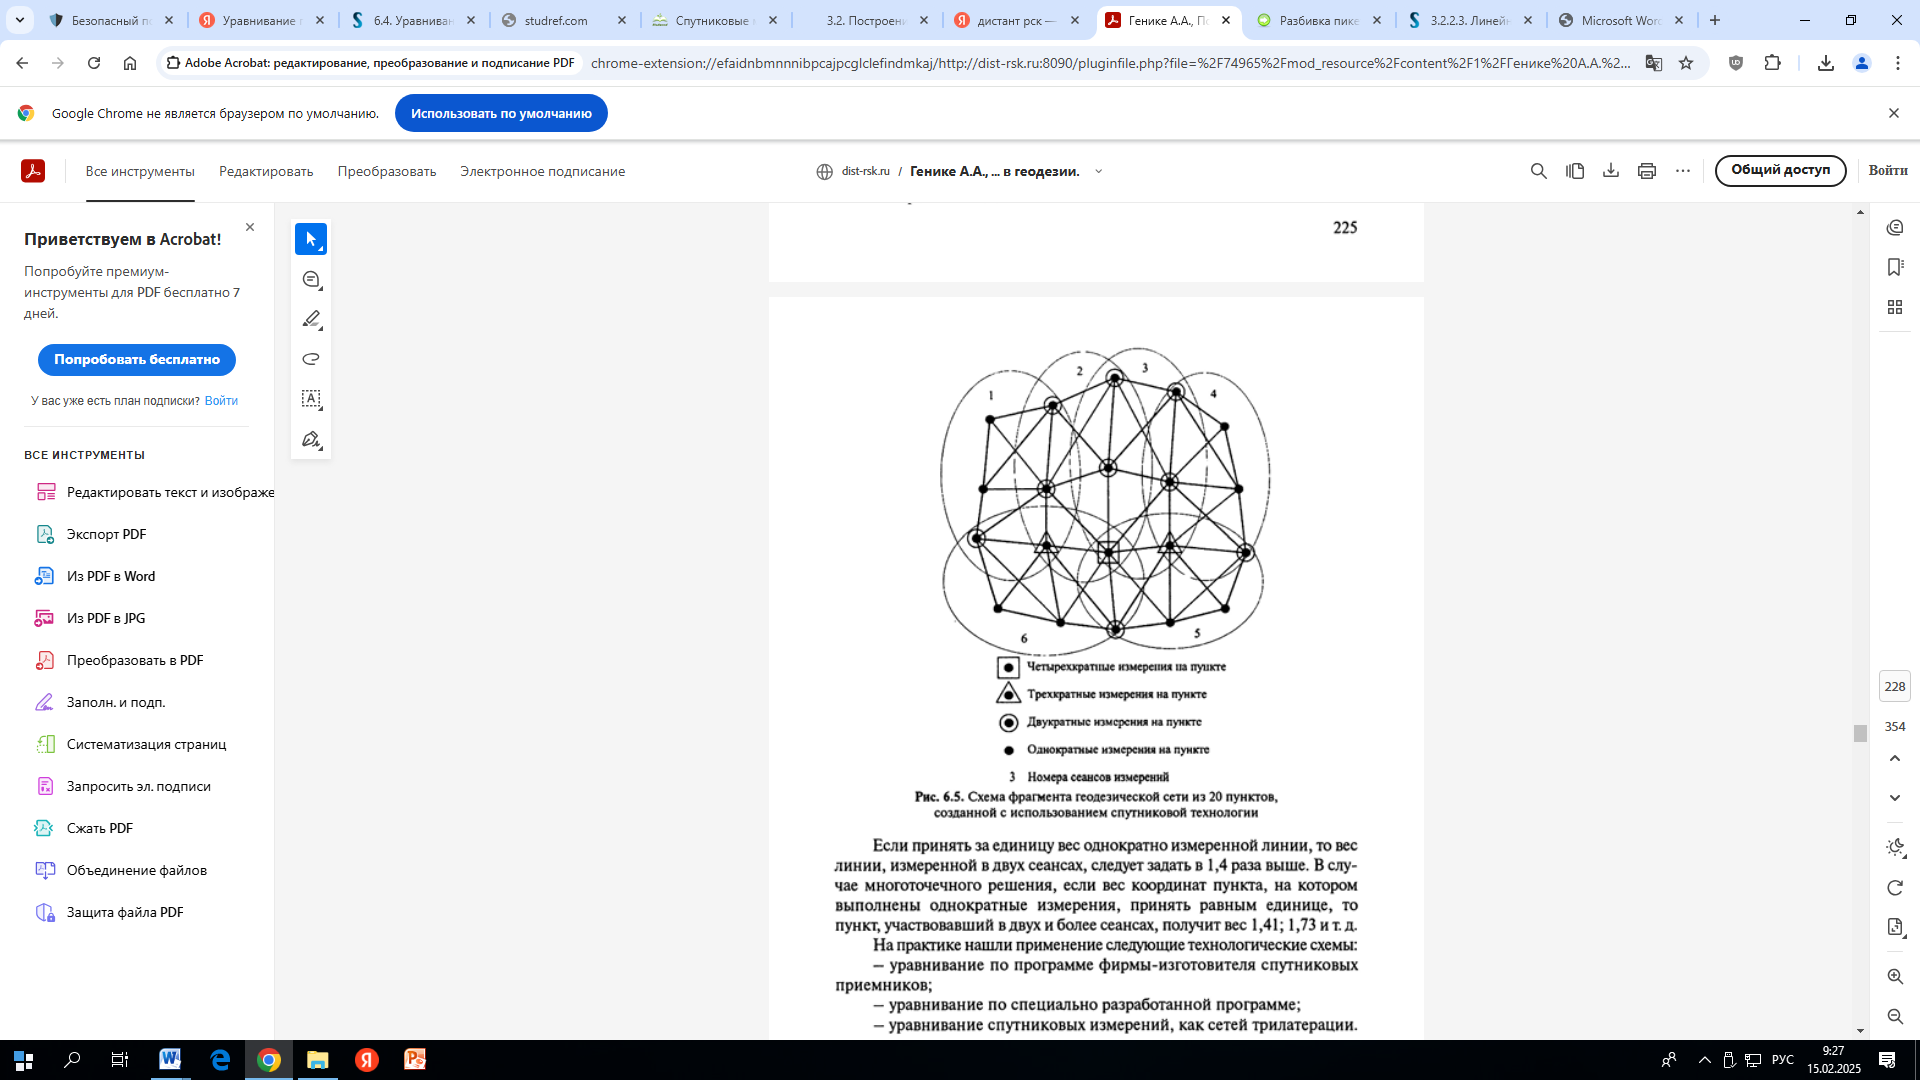 Безопасный п
Уравнивание
6.4. Уравниван
studref.com
Спутниковые
3.2. Построени
дистант рск —
Генике А.А., По
Разбивка пике
3.2.2.3. Линейн
Microsoft Word
Adobe Acrobat: редактирование, преобразование и подписание PDF
chrome-extension://efaidnbmnnnibpcajpcglclefindmkaj/http://dist-rsk.ru:8090/pluginfile.php?file=%2F74965%2Fmod_resource%2Fcontent%2F1%2FГенике%20А.А.%2...
Google Chrome не является браузером по умолчанию.
Использовать по умолчанию
Все инструменты
Редактировать
Преобразовать
Электронное подписание
dist-rsk.ru / Генике А.А., ... в геодезии.
Общий доступ
Войти
Приветствуем в Acrobat!
Попробуйте премиум-
инструменты для PDF бесплатно 7
дней.
Попробовать бесплатно
У вас уже есть план подписки? Войти
ВСЕ ИНСТРУМЕНТЫ
Редактировать текст и изображе
Экспорт PDF
Из PDF в Word
Из PDF в JPG
Преобразовать в PDF
Заполн. и подп.
Систематизация страниц
Запросить эл. подписи
Сжать PDF
Объединение файлов
Защита файла PDF
225
1
2
3
4
6
5
Четырехкратные измерения на пункте
Трехкратные измерения на пункте
Двукратные измерения на пункте
Однократные измерения на пункте
3 Номера сеансов измерений
Рис. 6.5. Схема фрагмента геодезической сети из 20 пунктов,
созданной с использованием спутниковой технологии
Если принять за единицу вес однократно измеренной линии, то вес
линии, измеренной в двух сеансах, следует задать в 1,4 раза выше. В слу-
чае многоточечного решения, если вес координат пункта, на котором
выполнены однократные измерения, принять равным единице, то
пункт, участвовавший в двух и более сеансах, получит вес 1,41; 1,73 и т. д.
На практике нашли применение следующие технологические схемы:
– уравнивание по программе фирмы-изготовителя спутниковых
приемников;
– уравнивание по специально разработанной программе;
– уравнивание спутниковых измерений, как сетей трилатерации.
228
354
РУС
9:27
15.02.2025